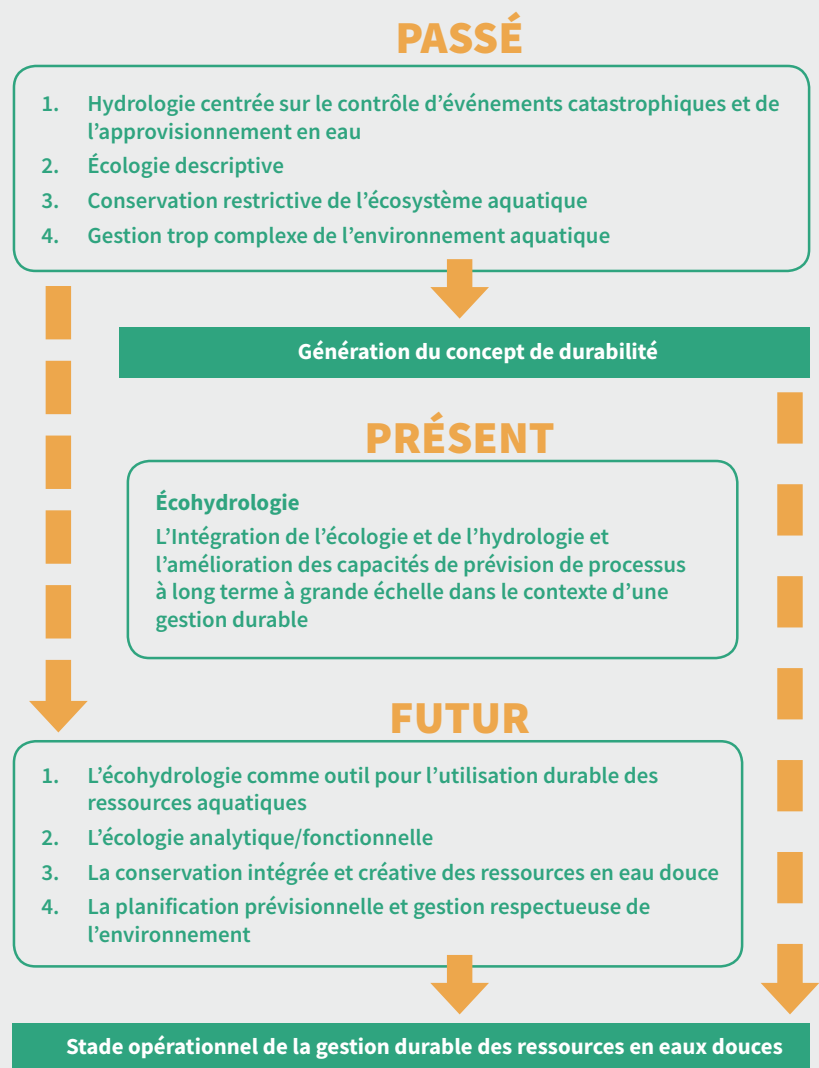 PASSÉ
1. Hydrologie centrée sur le contrôle d’événements catastrophiques et de
l’approvisionnement en eau
2. Écologie descriptive
3. Conservation restrictive de l’écosystème aquatique
4. Gestion trop complexe de l’environnement aquatique
Génération du concept de durabilité
PRÉSENT
Écohydrologie
L’Intégration de l’écologie et de l’hydrologie et
l’amélioration des capacités de prévision de processus
à long terme à grande échelle dans le contexte d’une
gestion durable
FUTUR
1. L’écohydrologie comme outil pour l’utilisation durable des
ressources aquatiques
2. L’écologie analytique/fonctionnelle
3. La conservation intégrée et créative des ressources en eau douce
4. La planification prévisionnelle et gestion respectueuse de
l’environnement
Stade opérationnel de la gestion durable des ressources en eaux douces